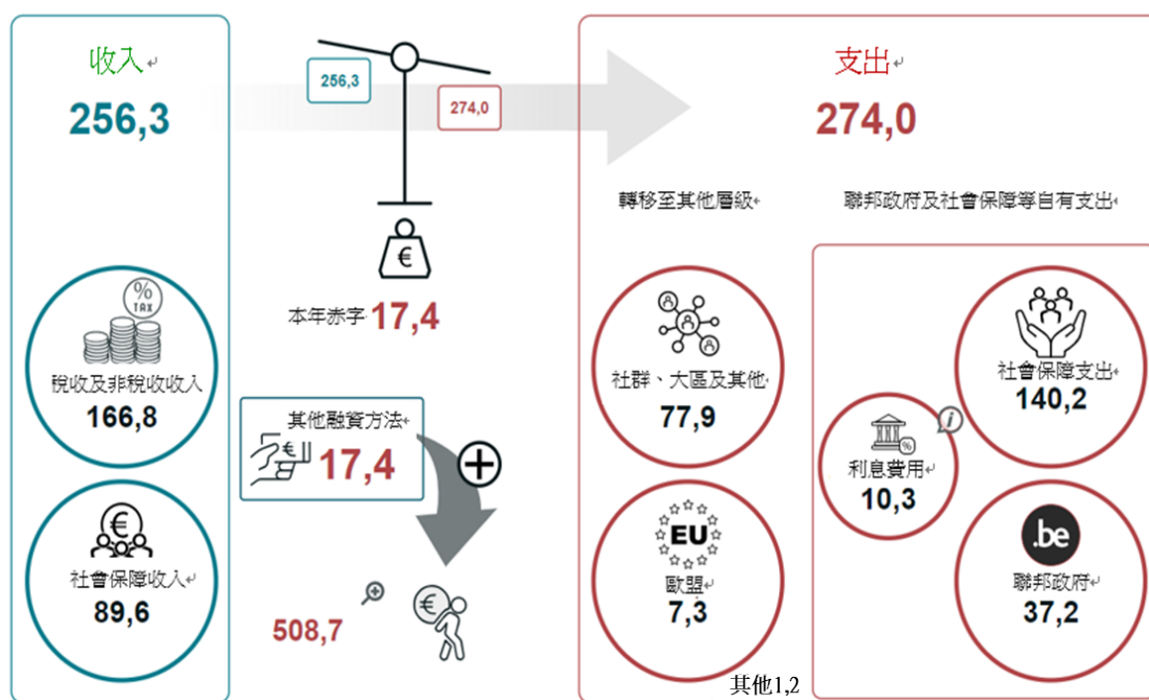 收入
256,3
稅收及非稅收收入
166,8
社會保障收入
89,6
% TAX
€
256,3
274,0
€
本年赤字 17,4
其他融資方法
€
17,4
508,7
€
支出
274,0
轉移至其他層級
聯邦政府及社會保障等自有支出
社群、大區及其他
77,9
EU
歐盟
7,3
其他1,2
社會保障支出
140,2
i
%
利息費用
10,3
.be
聯邦政府
37,2